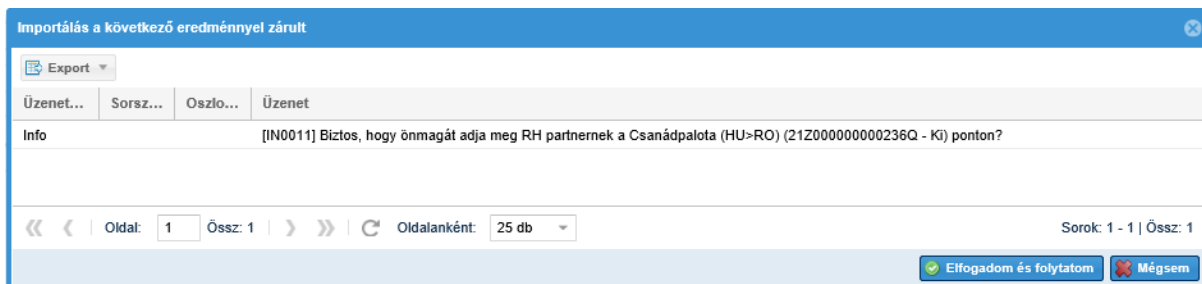 Importálás a következő eredménnyel zárult
Export
Üzenet... Sorsz... Oszlo... Üzenet
Info [IN0011] Biztos, hogy önmagát adja meg RH partnernek a Csanádpalota (HU>RO) (21Z000000000236Q - Ki) ponton?
Oldal: 1 Össz: 1 Oldalanként: 25 db Sorok: 1 - 1 | Össz: 1
Elfogadom és folytatom Mégsem